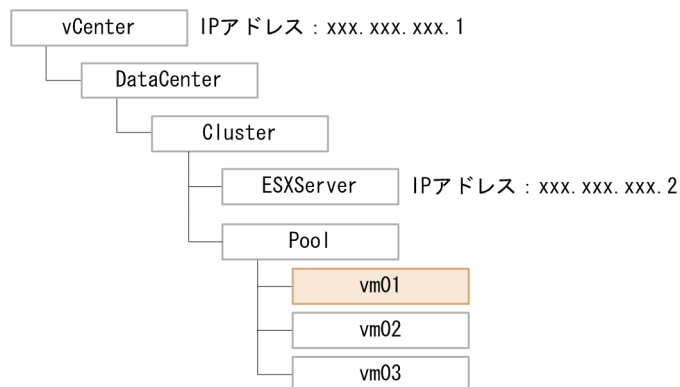 vCenter IPアドレス：xxx.xxx.xxx.1
DataCenter
Cluster
ESXServer IPアドレス：xxx.xxx.xxx.2
Pool
vm01
vm02
vm03